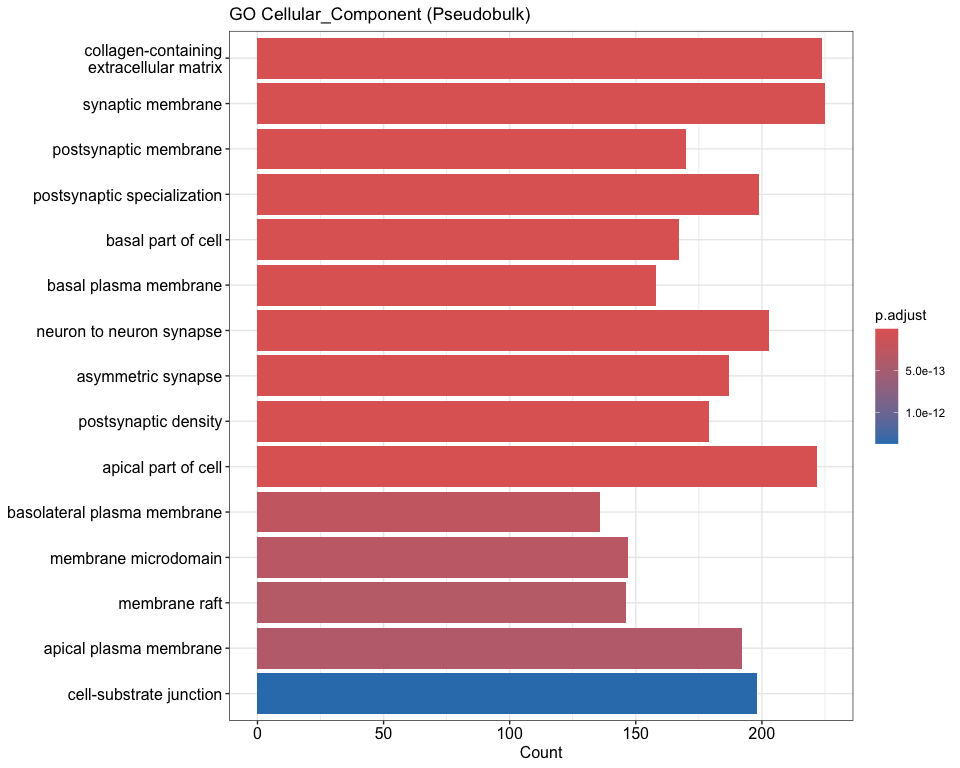 GO Cellular_Component (Pseudobulk)
collagen-containing
extracellular matrix
synaptic membrane
postsynaptic membrane
postsynaptic specialization
basal part of cell
basal plasma membrane
neuron to neuron synapse
asymmetric synapse
postsynaptic density
apical part of cell
basolateral plasma membrane
membrane microdomain
membrane raft
apical plasma membrane
cell-substrate junction
0 50 100 150 200
Count
p.adjust
5.0e-13
1.0e-12